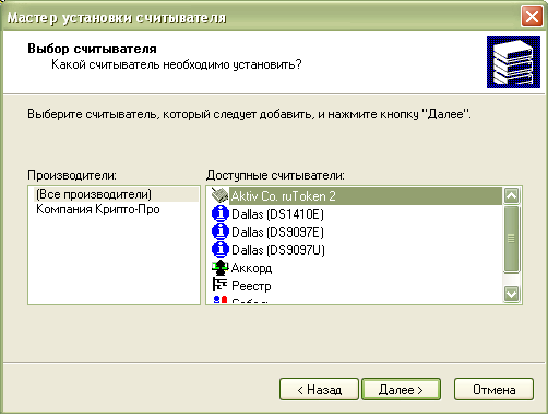 Мастер установки считывателя
Выбор считывателя
Какой считыватель необходимо установить?
Выберите считыватель, который следует добавить, и нажмите кнопку "Далее".
Производители:
(Все производители)
Компания Крипто-Про
Доступные считыватели:
Aktiv Co. ruToken 2
Dallas (DS1410E)
Dallas (DS9097E)
Dallas (DS9097U)
Аккорд
Реестр
< Назад
Далее >
Отмена